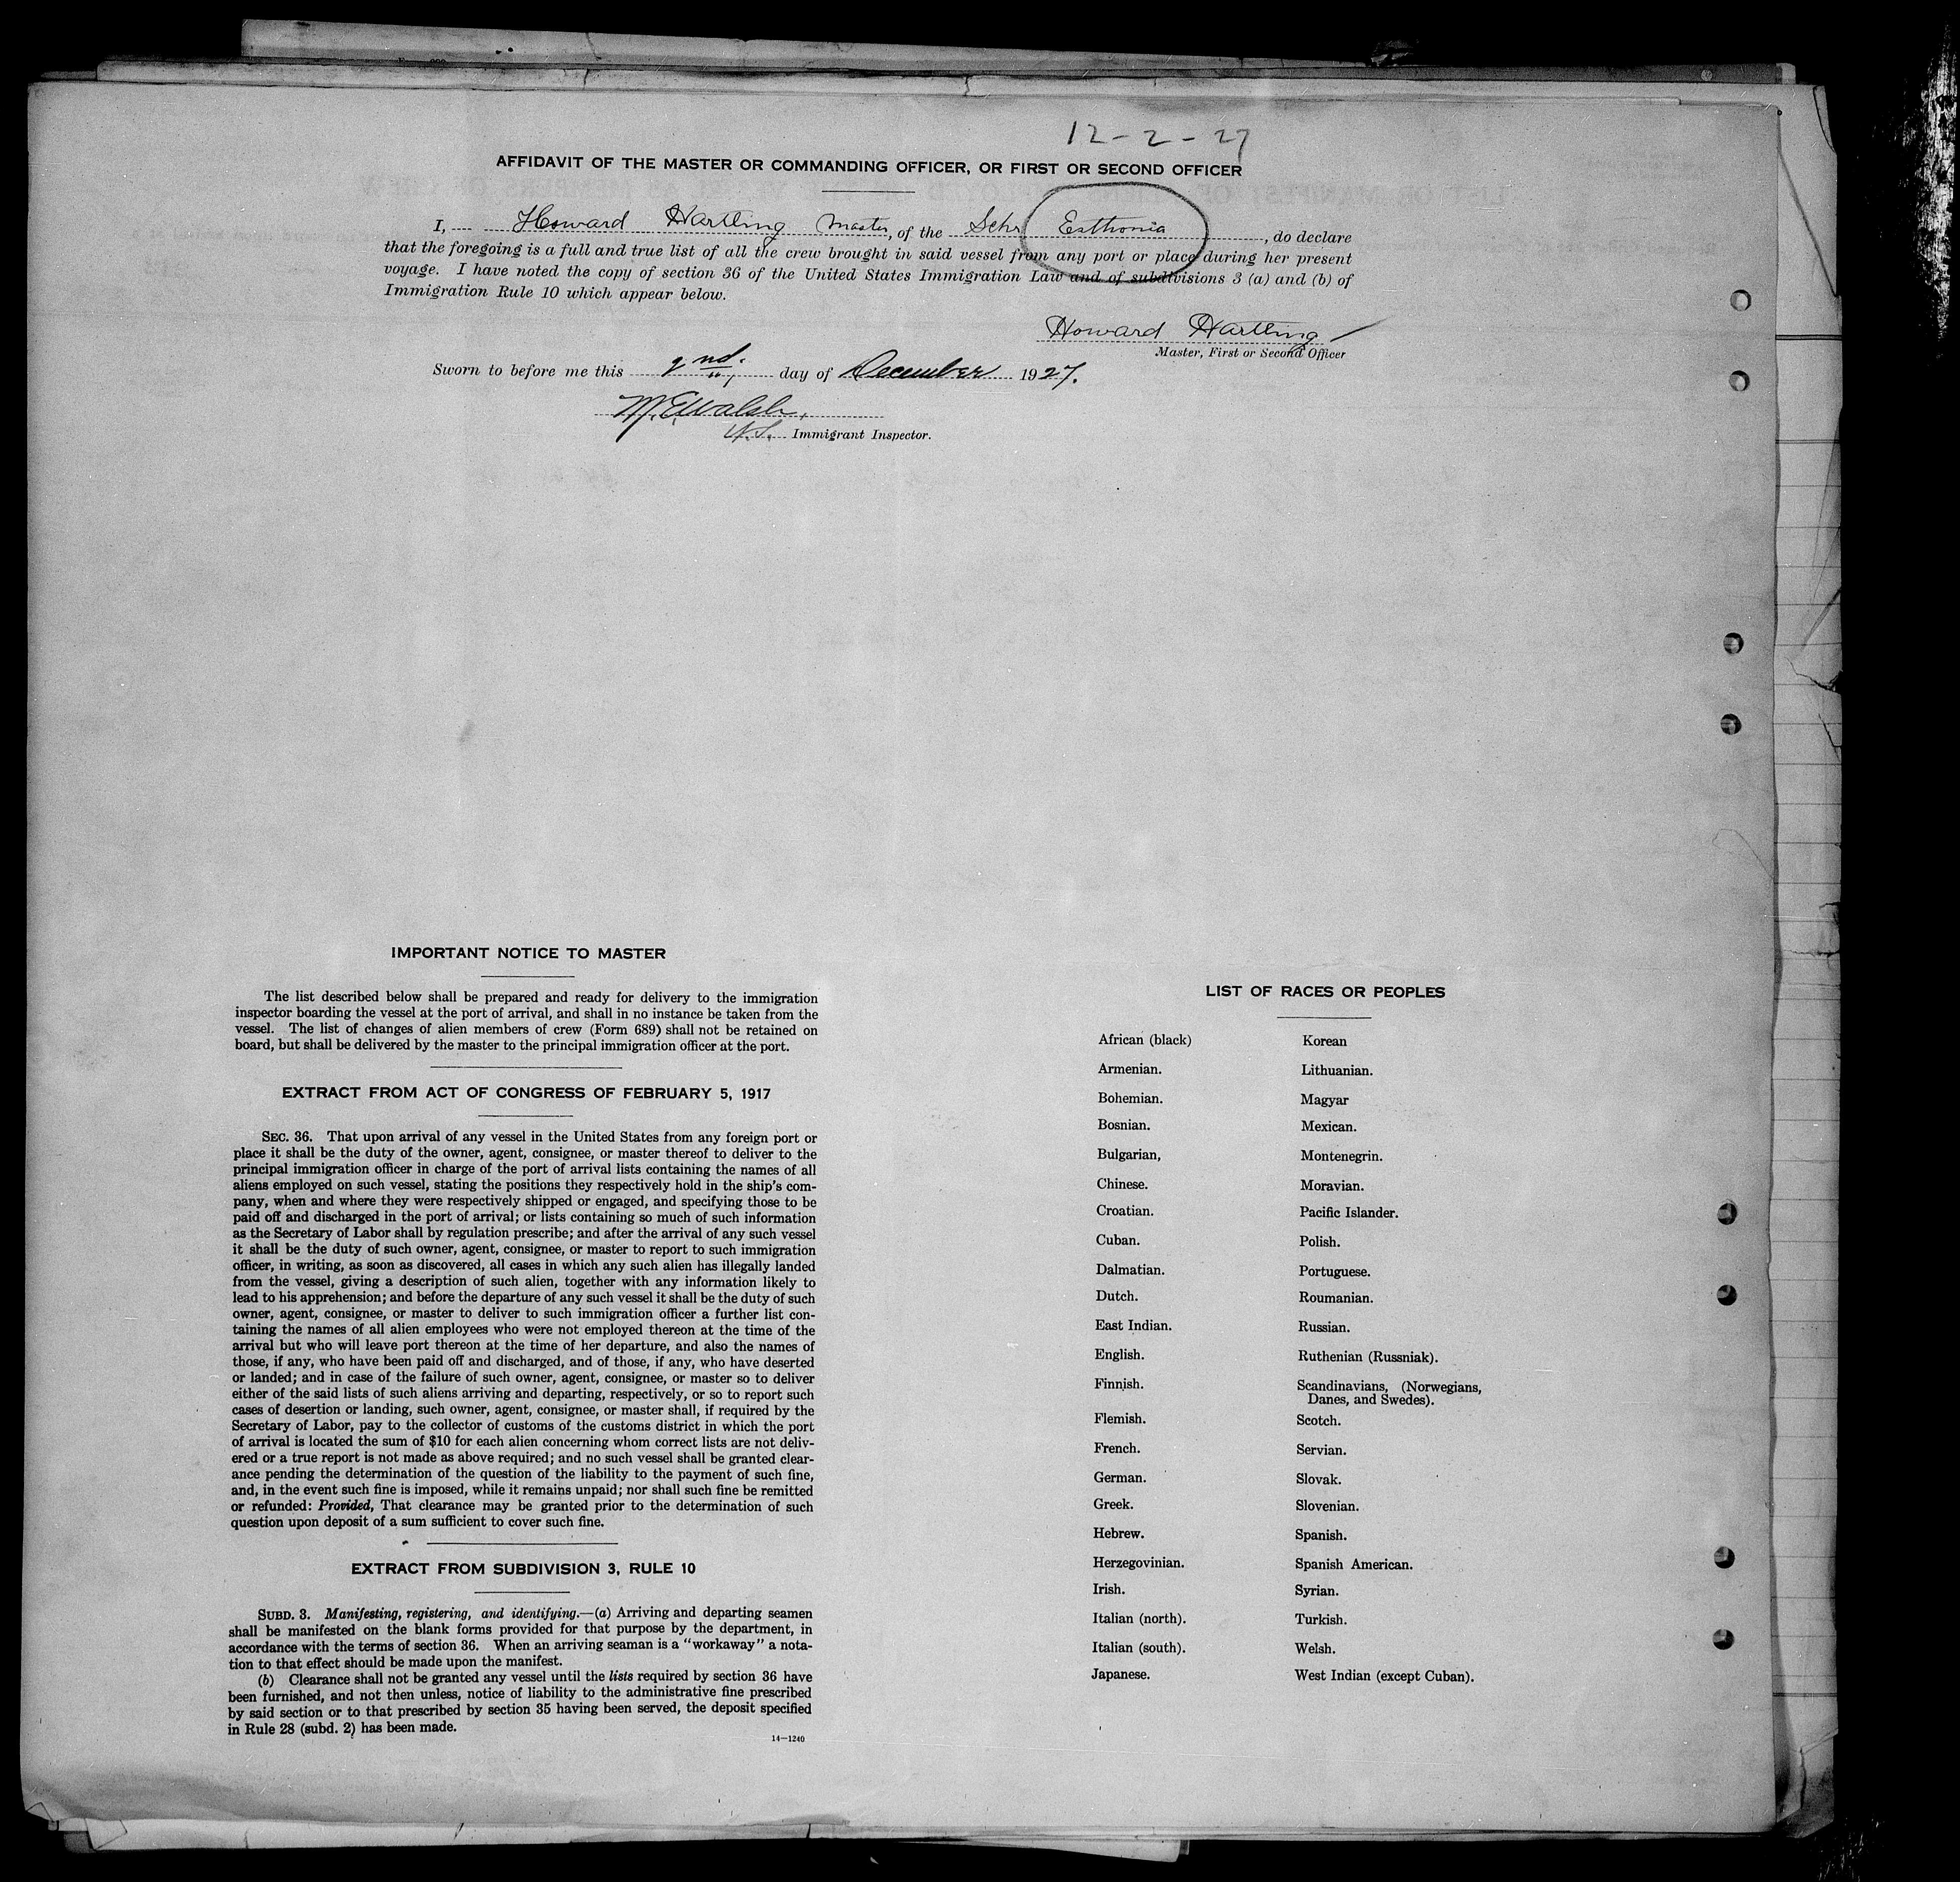 12-2-27
AFFIDAVIT OF THE MASTER OR COMMANDING OFFICER, OR FIRST OR SECOND OFFICER
I, Howard Hartling Master, of the Schr Esthonia, do declare
that the foregoing is a full and true list of all the crew brought in said vessel from any port or place during her present
voyage. I have noted the copy of section 36 of the United States Immigration Law and of subdivisions 3 (a) and (b) of
Immigration Rule 10 which appear below.
Howard Hartling
Master, First or Second Officer
Sworn to before me this 2nd. day of December 1927.
M.E. Walsh,
U.S. Immigrant Inspector.
IMPORTANT NOTICE TO MASTER
The list described below shall be prepared and ready for delivery to the immigration
inspector boarding the vessel at the port of arrival, and shall in no instance be taken from the
vessel. The list of changes of alien members of crew (Form 689) shall not be retained on
board, but shall be delivered by the master to the principal immigration officer at the port.
EXTRACT FROM ACT OF CONGRESS OF FEBRUARY 5, 1917
SEC. 36. That upon arrival of any vessel in the United States from any foreign port or
place it shall be the duty of the owner, agent, consignee, or master thereof to deliver to the
principal immigration officer in charge of the port of arrival lists containing the names of all
aliens employed on such vessel, stating the positions they respectively hold in the ship's com-
pany, when and where they were respectively shipped or engaged, and specifying those to be
paid off and discharged in the port of arrival; or lists containing so much of such information
as the Secretary of Labor shall by regulation prescribe; and after the arrival of any such vessel
it shall be the duty of such owner, agent, consignee, or master to report to such immigration
officer, in writing, as soon as discovered, all cases in which any such alien has illegally landed
from the vessel, giving a description of such alien, together with any information likely to
lead to his apprehension; and before the departure of any such vessel it shall be the duty of such
owner, agent, consignee, or master to deliver to such immigration officer a further list con-
taining the names of all alien employees who were not employed thereon at the time of the
arrival but who will leave port thereon at the time of her departure, and also the names of
those, if any, who have been paid off and discharged, and of those, if any, who have deserted
or landed; and in case of the failure of such owner, agent, consignee, or master so to deliver
either of the said lists of such aliens arriving and departing, respectively, or so to report such
cases of desertion or landing, such owner, agent, consignee, or master shall, if required by the
Secretary of Labor, pay to the collector of customs of the customs district in which the port
of arrival is located the sum of $10 for each alien concerning whom correct lists are not deliv-
ered or a true report is not made as above required; and no such vessel shall be granted clear-
ance pending the determination of the question of the liability to the payment of such fine,
and, in the event such fine is imposed, while it remains unpaid; nor shall such fine be remitted
or refunded: Provided, That clearance may be granted prior to the determination of such
question upon deposit of a sum sufficient to cover such fine.
EXTRACT FROM SUBDIVISION 3, RULE 10
SUBD. 3. Manifesting, registering, and identifying.—(a) Arriving and departing seamen
shall be manifested on the blank forms provided for that purpose by the department, in
accordance with the terms of section 36. When an arriving seaman is a "workaway" a nota-
tion to that effect should be made upon the manifest.
(b) Clearance shall not be granted any vessel until the lists required by section 36 have
been furnished, and not then unless, notice of liability to the administrative fine prescribed
by said section or to that prescribed by section 35 having been served, the deposit specified
in Rule 28 (subd. 2) has been made.
14—1240
LIST OF RACES OR PEOPLES
African (black)
Armenian.
Bohemian.
Bosnian.
Bulgarian,
Chinese.
Croatian.
Cuban.
Dalmatian.
Dutch.
East Indian.
English.
Finnish.
Flemish.
French.
German.
Greek.
Hebrew.
Herzegovinian.
Irish.
Italian (north).
Italian (south).
Japanese.
Korean
Lithuanian.
Magyar
Mexican.
Montenegrin.
Moravian.
Pacific Islander.
Polish.
Portuguese.
Roumanian.
Russian.
Ruthenian (Russniak).
Scandinavians, (Norwegians,
Danes, and Swedes).
Scotch.
Servian.
Slovak.
Slovenian.
Spanish.
Spanish American.
Syrian.
Turkish.
Welsh.
West Indian (except Cuban).